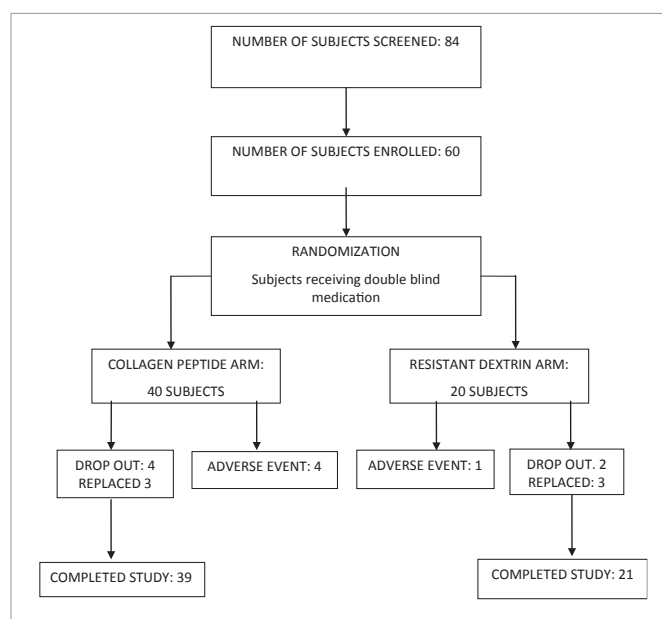 NUMBER OF SUBJECTS SCREENED: 84
NUMBER OF SUBJECTS ENROLLED: 60
RANDOMIZATION
Subjects receiving double blind
medication
COLLAGEN PEPTIDE ARM:
40 SUBJECTS
RESISTANT DEXTRIN ARM:
20 SUBJECTS
DROP OUT: 4
REPLACED 3
ADVERSE EVENT: 4
ADVERSE EVENT: 1
DROP OUT. 2
REPLACED: 3
COMPLETED STUDY: 39
COMPLETED STUDY: 21